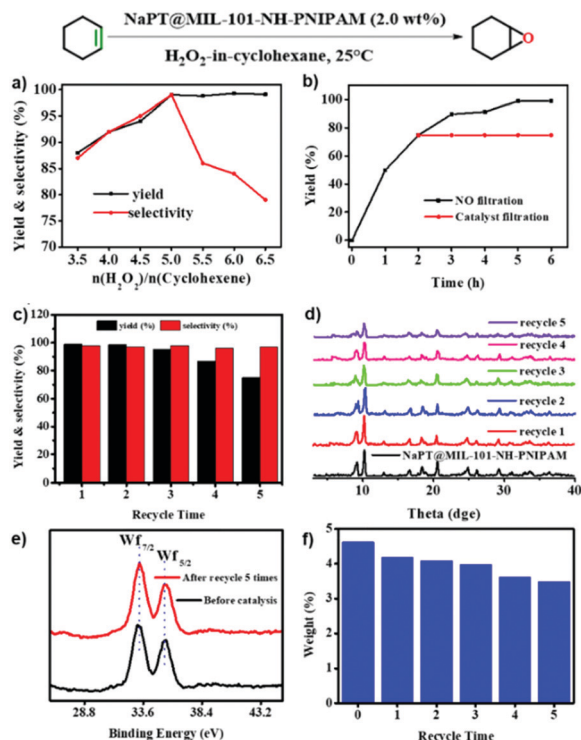 NaPT@MIL-101-NH-PNIPAM (2.0 wt%)
H₂O₂-in-cyclohexane, 25°C
O
a)
Yield & selectivity (%)
100
95
90
85
80
75
70
yield
selectivity
3.5 4.0 4.5 5.0 5.5 6.0 6.5
n(H₂O₂)/n(Cyclohexene)
b)
Yield (%)
100
80
60
40
20
0
NO filtration
Catalyst filtration
0 1 2 3 4 5 6
Time (h)
c)
Yield & selectivity (%)
120
100
80
60
40
20
0
yield (%) selectivity (%)
1 2 3 4 5
Recycle Time
d)
recycle 5
recycle 4
recycle 3
recycle 2
recycle 1
NaPT@MIL-101-NH-PNIPAM
10 20 30 40
Theta (dge)
e)
Wf₇/₂
Wf₅/₂
After recycle 5 times
Before catalysis
28.8 33.6 38.4 43.2
Binding Energy (eV)
f)
Weight (%)
5
4
3
2
1
0
0 1 2 3 4 5
Recycle Time